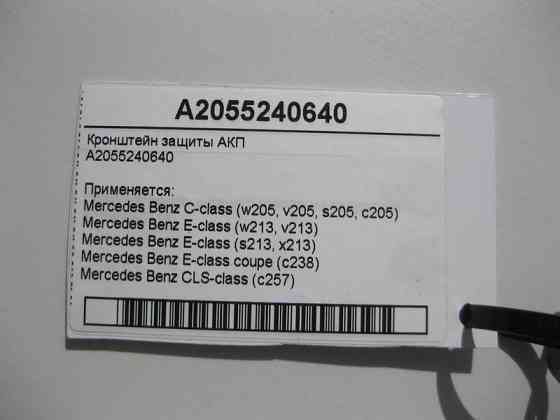 A2055240640
Кронштейн защиты АКП
A2055240640
Применяется:
Mercedes Benz C-class (w205, v205, s205, c205)
Mercedes Benz E-class (w213, v213)
Mercedes Benz E-class (s213, x213)
Mercedes Benz E-class coupe (c238)
Mercedes Benz CLS-class (c257)